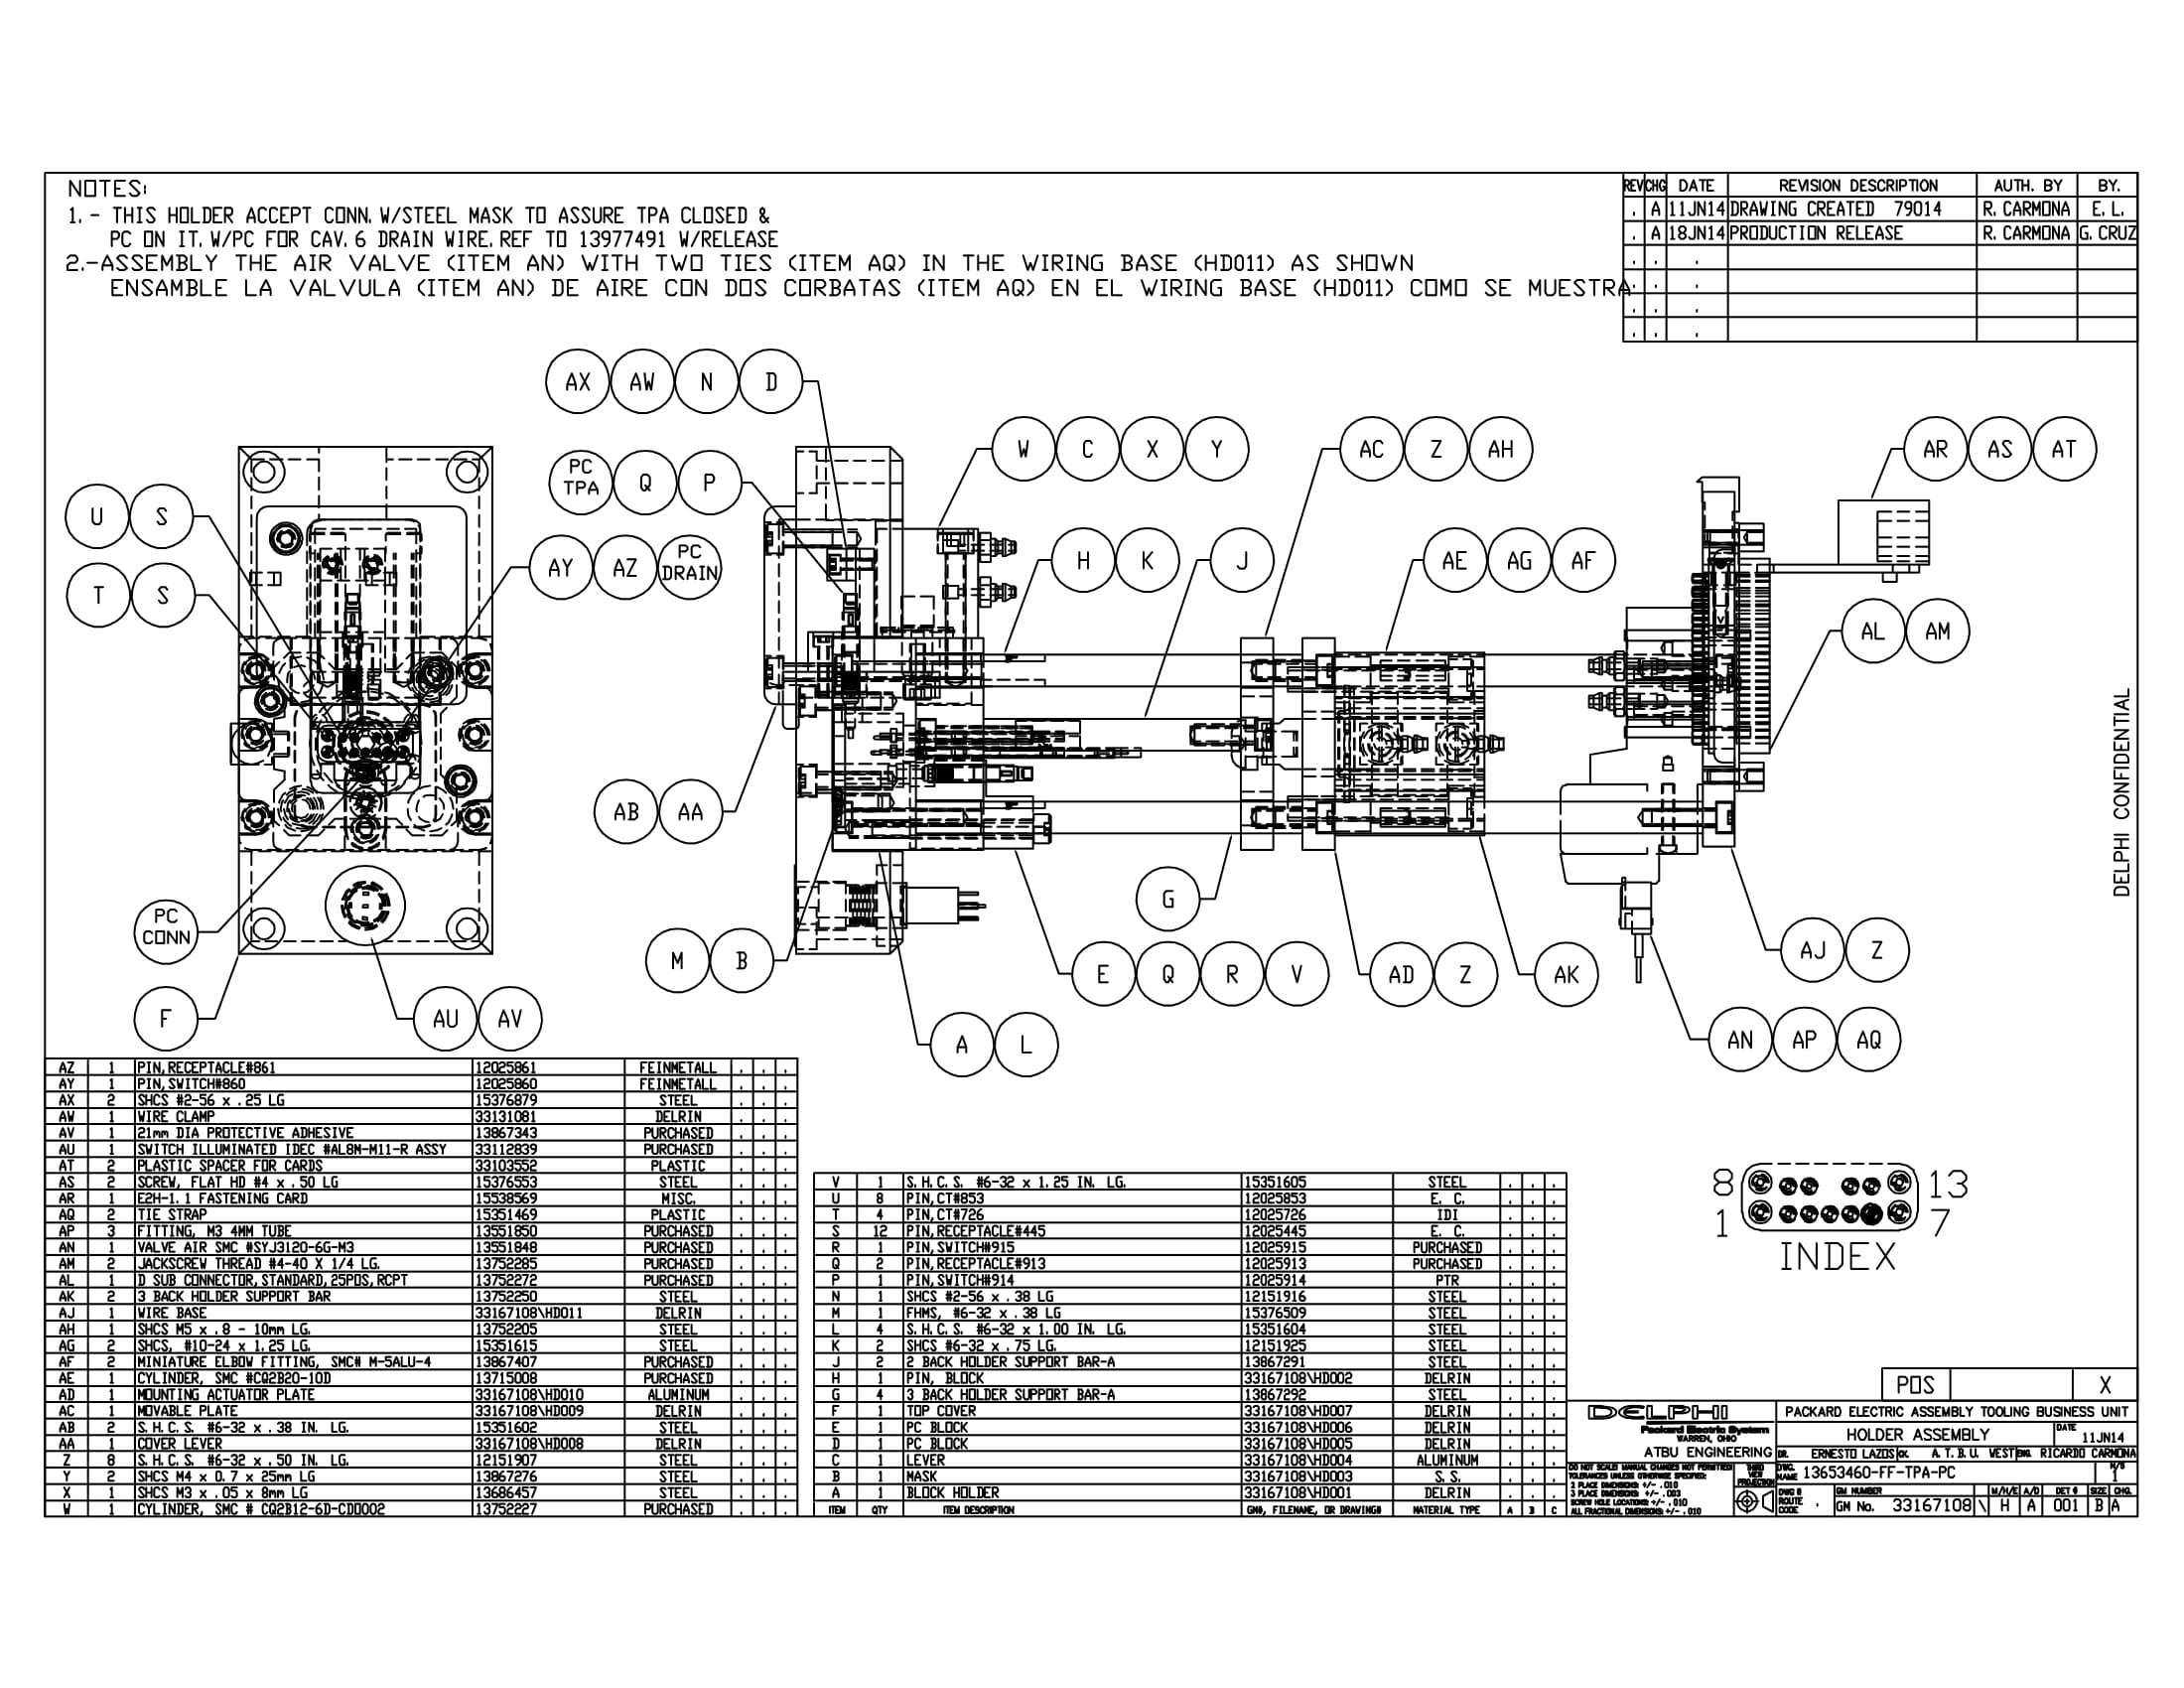 NOTES:
1. - THIS HOLDER ACCEPT CONN. W/STEEL MASK TO ASSURE TPA CLOSED &
PC ON IT. W/PC FOR CAV. 6 DRAIN WIRE. REF TO 13977491 W/RELEASE
2.-ASSEMBLY THE AIR VALVE (ITEM AN) WITH TWO TIES (ITEM AQ) IN THE WIRING BASE (HD011) AS SHOWN
ENSAMBLE LA VALVULA (ITEM AN) DE AIRE CON DOS CORBATAS (ITEM AQ) EN EL WIRING BASE (HD011) COMO SE MUESTRA
REV CHG DATE REVISION DESCRIPTION AUTH. BY BY.
. A 11JN14 DRAWING CREATED 79014 R. CARMONA E. L.
. A 18JN14 PRODUCTION RELEASE R. CARMONA G. CRUZ
. . .
. . .
. . .
. . .
AX AW N D
PC TPA Q P
W C X Y
AC Z AH
AR AS AT
U S
T S
AY AZ PC DRAIN
H K
J
AE AG AF
AL AM
AB AA
G
PC CONN
M B
E Q R V
AD Z
AK
AJ Z
F
AU AV
A L
AN AP AQ
DELPHI CONFIDENTIAL
AZ 1 PIN,RECEPTACLE#861 12025861 FEINMETALL . . .
AY 1 PIN,SWITCH#860 12025860 FEINMETALL . . .
AX 2 SHCS #2-56 x .25 LG 15376879 STEEL . . .
AW 1 WIRE CLAMP 33131081 DELRIN . . .
AV 1 21mm DIA PROTECTIVE ADHESIVE 13867343 PURCHASED . . .
AU 1 SWITCH ILLUMINATED IDEC #AL8M-M11-R ASSY 33112839 PURCHASED . . .
AT 2 PLASTIC SPACER FOR CARDS 33103552 PLASTIC . . .
AS 2 SCREW, FLAT HD #4 x .50 LG 15376553 STEEL . . .
AR 1 E2H-1.1 FASTENING CARD 15538569 MISC. . . .
AQ 2 TIE STRAP 15351469 PLASTIC . . .
AP 3 FITTING, M3 4MM TUBE 13551850 PURCHASED . . .
AN 1 VALVE AIR SMC #SYJ3120-6G-M3 13551848 PURCHASED . . .
AM 2 JACKSCREW THREAD #4-40 X 1/4 LG. 13752285 PURCHASED . . .
AL 1 D SUB CONNECTOR,STANDARD,25POS,RCPT 13752272 PURCHASED . . .
AK 2 3 BACK HOLDER SUPPORT BAR 13752250 STEEL . . .
AJ 1 WIRE BASE 33167108\HD011 DELRIN . . .
AH 1 SHCS M5 x .8 - 10mm LG. 13752205 STEEL . . .
AG 2 SHCS, #10-24 x 1.25 LG. 15351615 STEEL . . .
AF 2 MINIATURE ELBOW FITTING, SMC# M-5ALU-4 13867407 PURCHASED . . .
AE 1 CYLINDER, SMC #CQ2B20-10D 13715008 PURCHASED . . .
AD 1 MOUNTING ACTUATOR PLATE 33167108\HD010 ALUMINUM . . .
AC 1 MOVABLE PLATE 33167108\HD009 DELRIN . . .
AB 2 S.H.C.S. #6-32 x .38 IN. LG. 15351602 STEEL . . .
AA 1 COVER LEVER 33167108\HD008 DELRIN . . .
Z 8 S.H.C.S. #6-32 x .50 IN. LG. 12151907 STEEL . . .
Y 2 SHCS M4 x 0.7 x 25mm LG 13867276 STEEL . . .
X 1 SHCS M3 x .05 x 8mm LG 13686457 STEEL . . .
W 1 CYLINDER, SMC # CQ2B12-6D-CD0002 13752227 PURCHASED . . .
V 1 S.H.C.S. #6-32 x 1.25 IN. LG. 15351605 STEEL . . .
U 8 PIN,CT#853 12025853 E. C. . . .
T 4 PIN,CT#726 12025726 IDI . . .
S 12 PIN,RECEPTACLE#445 12025445 E. C. . . .
R 1 PIN,SWITCH#915 12025915 PURCHASED . . .
Q 2 PIN,RECEPTACLE#913 12025913 PURCHASED . . .
P 1 PIN,SWITCH#914 12025914 PTR . . .
N 1 SHCS #2-56 x .38 LG 12151916 STEEL . . .
M 1 FHMS, #6-32 x .38 LG 15376509 STEEL . . .
L 4 S.H.C.S. #6-32 x 1.00 IN. LG. 15351604 STEEL . . .
K 2 SHCS #6-32 x .75 LG. 12151925 STEEL . . .
J 2 2 BACK HOLDER SUPPORT BAR-A 13867291 STEEL . . .
H 1 PIN, BLOCK 33167108\HD002 DELRIN . . .
G 4 3 BACK HOLDER SUPPORT BAR-A 13867292 STEEL . . .
F 1 TOP COVER 33167108\HD007 DELRIN . . .
E 1 PC BLOCK 33167108\HD006 DELRIN . . .
D 1 PC BLOCK 33167108\HD005 DELRIN . . .
C 1 LEVER 33167108\HD004 ALUMINUM . . .
B 1 MASK 33167108\HD003 S. S. . . .
A 1 BLOCK HOLDER 33167108\HD001 DELRIN . . .
ITEM QTY ITEM DESCRIPTION GM#, FILENAME, OR DRAWING# MATERIAL TYPE A B C
8 13
1 7
INDEX
POS X
DELPHI
Packard Electric System
WARREN, OHIO
ATBU ENGINEERING
PACKARD ELECTRIC ASSEMBLY TOOLING BUSINESS UNIT
HOLDER ASSEMBLY DATE 11JN14
DR. ERNESTO LAZOS CK. A. T. B. U. WEST ENG. RICARDO CARMONA
DO NOT SCALE MANUAL CHANGES NOT PERMITTED
TOLERANCES UNLESS OTHERWISE SPECIFIED:
2 PLACE DIMENSIONS +/- .010
3 PLACE DIMENSIONS: +/- .003
SCREW HOLE LOCATIONS: +/- .010
ALL FRACTIONAL DIMENSIONS: +/- .010
THIRD VIEW PROJECTION
DWG. NAME 13653460-FF-TPA-PC
1
DWG # ROUTE CODE .
GM NUMBER M/H/E A/D DET # SIZE CHG.
GM No. 33167108\ H A 001 B A